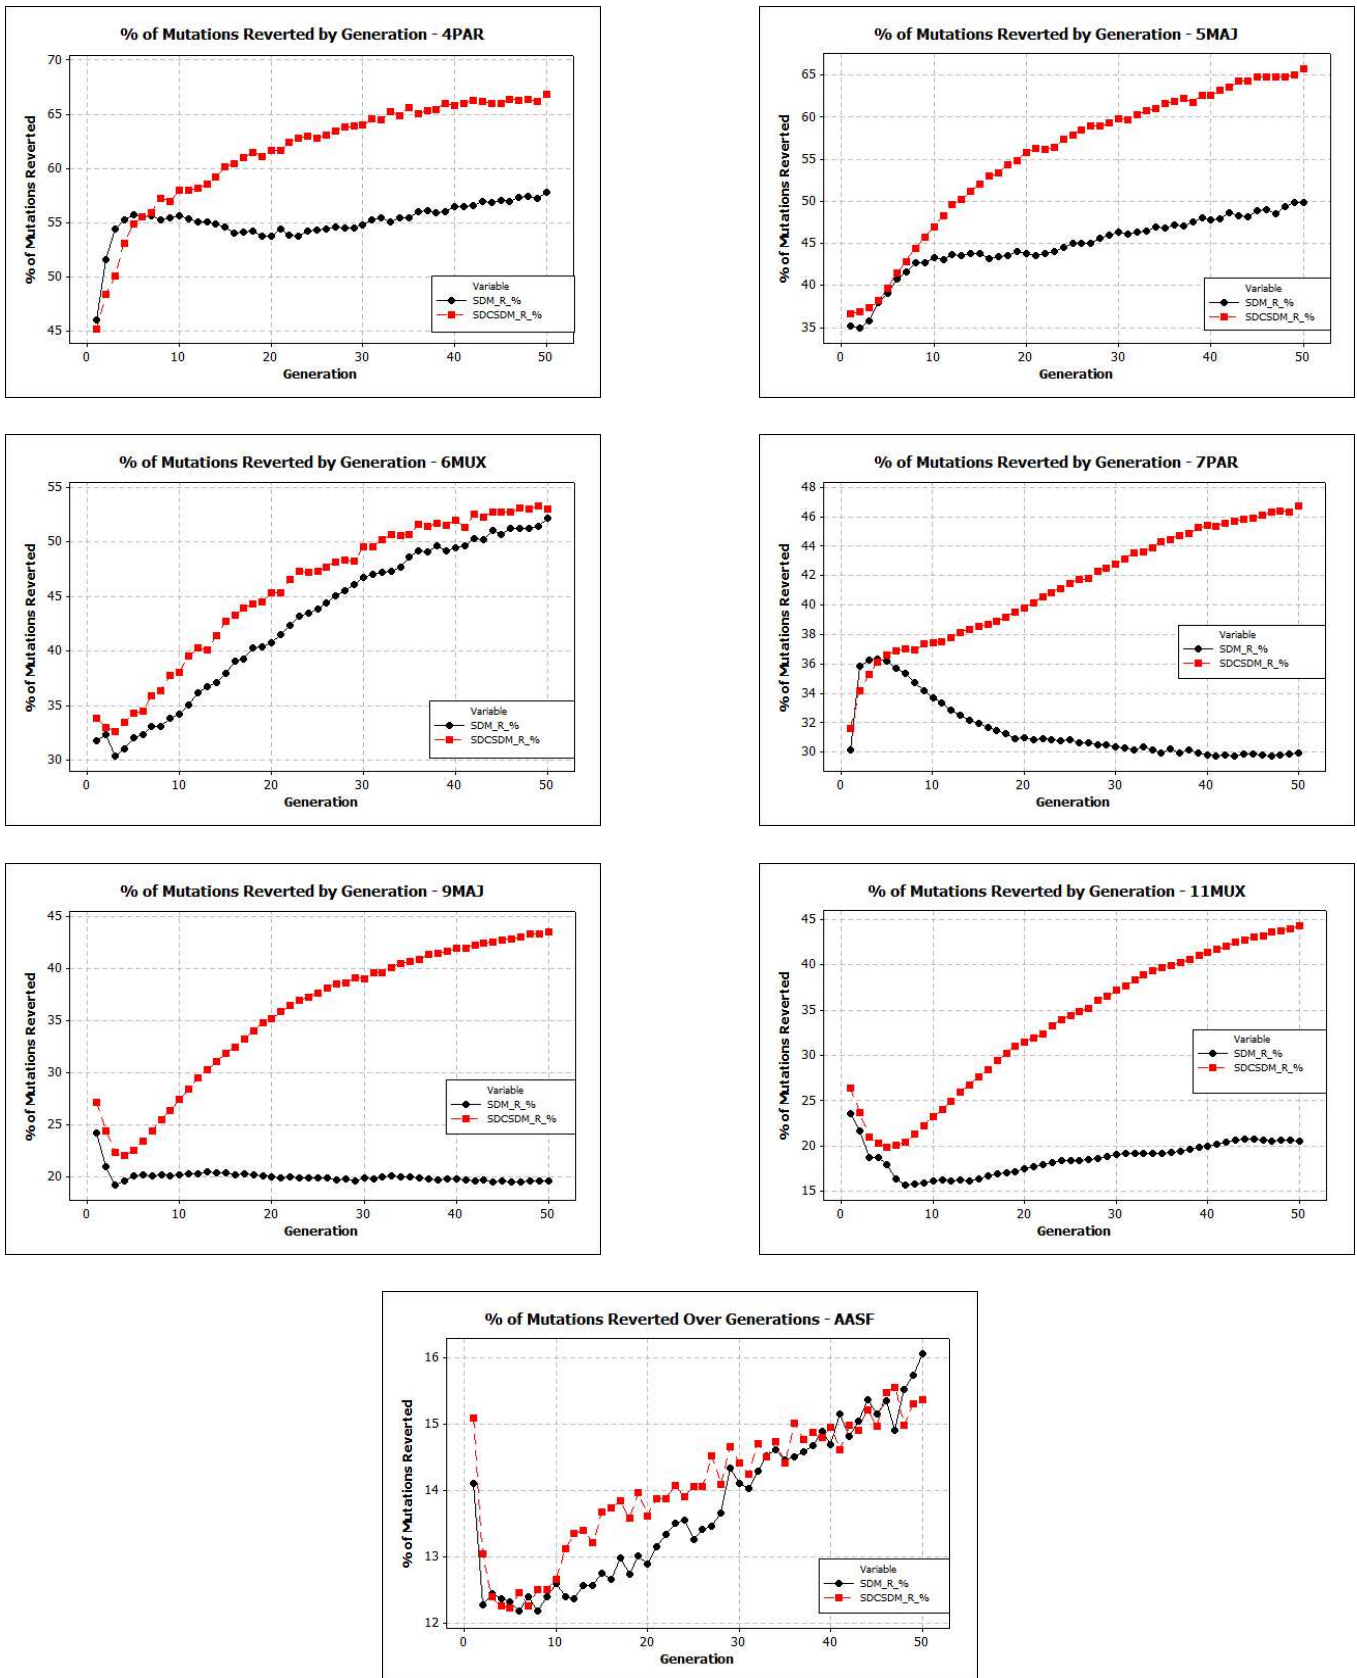 % of Mutations Reverted by Generation - 4PAR
% of Mutations Reverted
70
65
60
55
50
45
0 10 20 30 40 50
Generation
Variable
SDM_R_%
SDCSDM_R_%
% of Mutations Reverted by Generation - 5MAJ
% of Mutations Reverted
65
60
55
50
45
40
35
0 10 20 30 40 50
Generation
Variable
SDM_R_%
SDCSDM_R_%
% of Mutations Reverted by Generation - 6MUX
% of Mutations Reverted
55
50
45
40
35
30
0 10 20 30 40 50
Generation
Variable
SDM_R_%
SDCSDM_R_%
% of Mutations Reverted by Generation - 7PAR
% of Mutations Reverted
48
46
44
42
40
38
36
34
32
30
0 10 20 30 40 50
Generation
Variable
SDM_R_%
SDCSDM_R_%
% of Mutations Reverted by Generation - 9MAJ
% of Mutations Reverted
45
40
35
30
25
20
0 10 20 30 40 50
Generation
Variable
SDM_R_%
SDCSDM_R_%
% of Mutations Reverted by Generation - 11MUX
% of Mutations Reverted
45
40
35
30
25
20
15
0 10 20 30 40 50
Generation
Variable
SDM_R_%
SDCSDM_R_%
% of Mutations Reverted Over Generations - AASF
% of Mutations Reverted
16
15
14
13
12
0 10 20 30 40 50
Generation
Variable
SDM_R_%
SDCSDM_R_%